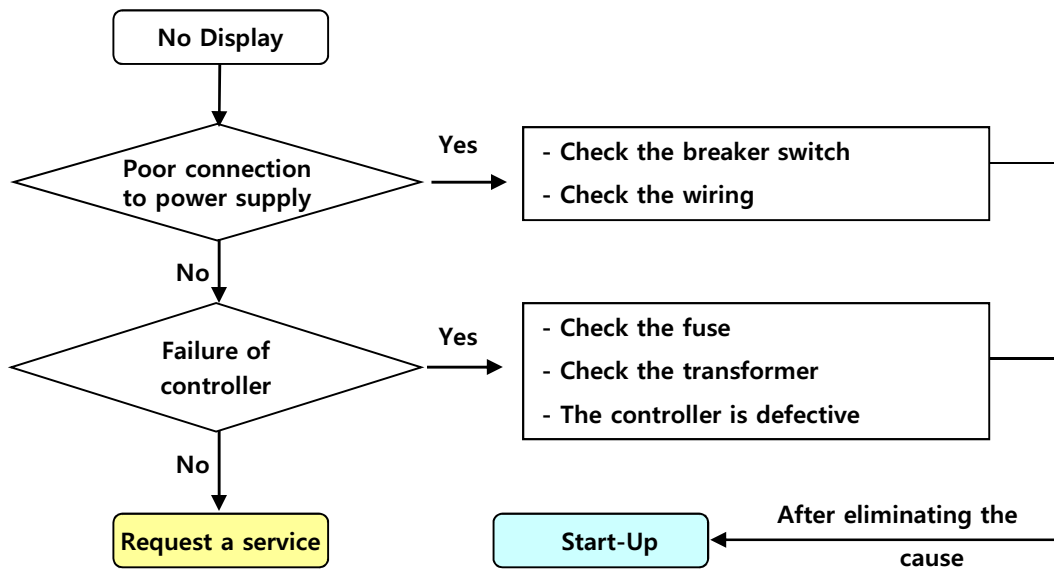 No Display
Poor connection
to power supply
Yes
- Check the breaker switch
- Check the wiring
No
Failure of
controller
Yes
- Check the fuse
- Check the transformer
- The controller is defective
No
Request a service
Start-Up
After eliminating the
cause